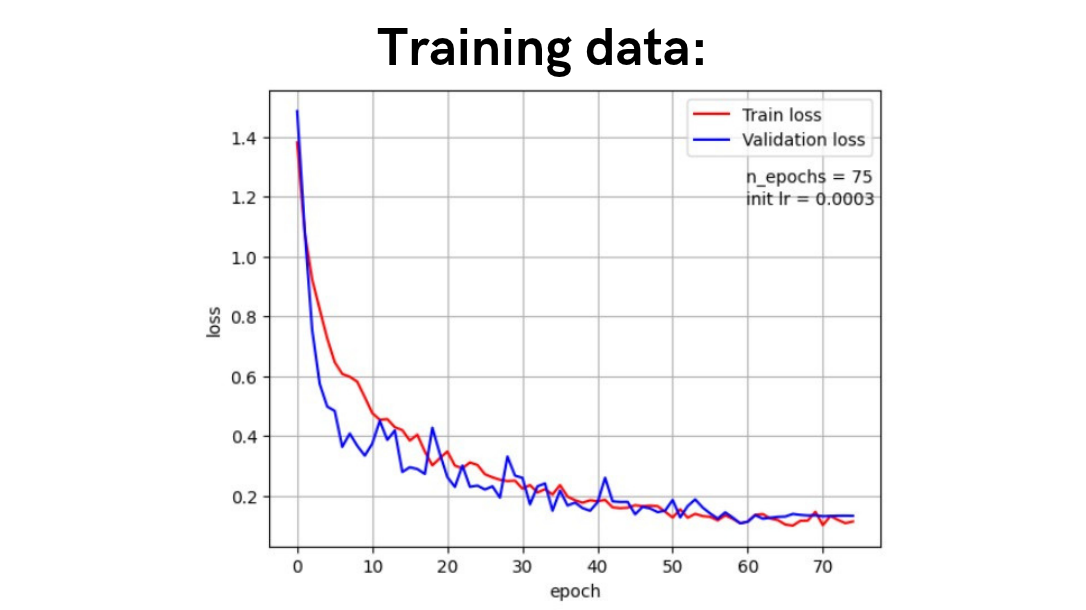 Training data:
Train loss
Validation loss
n_epochs = 75
init lr = 0.0003
1.4
1.2
1.0
0.8
0.6
0.4
0.2
loss
0 10 20 30 40 50 60 70
epoch